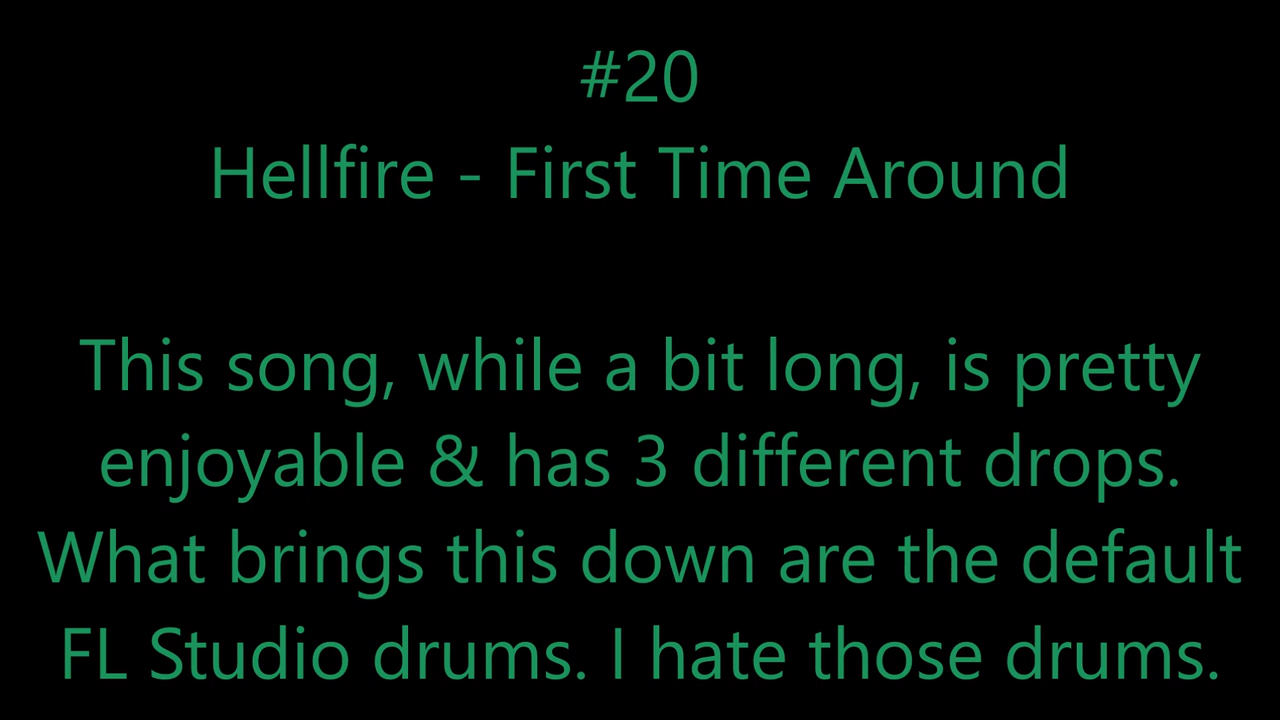 #20
Hellfire - First Time Around
This song, while a bit long, is pretty
enjoyable & has 3 different drops.
What brings this down are the default
FL Studio drums. I hate those drums.